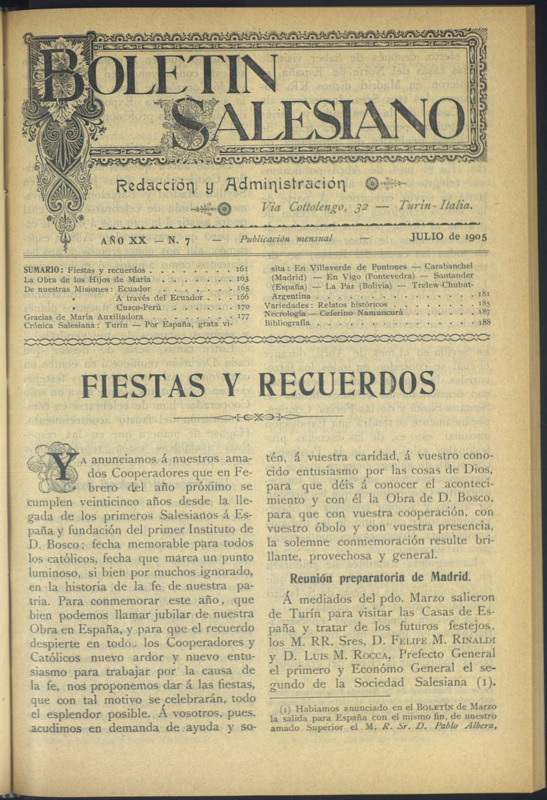 BOLETIN
SALESIANO
Redacción y Administración
Via Cottolengo, 32 — Turin-Italia.
AÑO XX — N. 7 — Publicación mensual — JULIO de 1905
SUMARIO: Fiestas y recuerdos . . . . . . . 161
La Obra de los Hijos de María . . . . . . . 163
De nuestras Misiones: Ecuador . . . . . . . 165
» A través del Ecuador . . . 166
» Cuzco-Perú . . . . . . . 170
Gracias de María Auxiliadora . . . . . . . 177
Crónica Salesiana: Turín — Por España, grata vi-
sita: En Villaverde de Pontones — Carabanchel
(Madrid) — En Vigo (Pontevedra) — Santander
(España) — La Paz (Bolivia) — Trelew-Chubut-
Argentina . . . . . . . 181
Variedades: Relatos históricos . . . . . . . 185
Necrología — Ceferino Namuncurá . . . . . . . 187
Bibliografía . . . . . . . 188
FIESTAS Y RECUERDOS
YA anunciamos á nuestros ama-
dos Cooperadores que en Fe-
brero del año próximo se
cumplen veinticinco años desde la lle-
gada de los primeros Salesianos á Es-
paña y fundación del primer Instituto de
D. Bosco; fecha memorable para todos
los católicos, fecha que marca un punto
luminoso, si bien por muchos ignorado,
en la historia de la fe de nuestra pa-
tria. Para conmemorar este año, que
bien podemos llamar jubilar de nuestra
Obra en España, y para que el recuerdo
despierte en todo los Cooperadores y
Católicos nuevo ardor y nuevo entu-
siasmo para trabajar por la causa de
la fe, nos proponemos dar á las fiestas,
que con tal motivo se celebrarán, todo
el esplendor posible. Á vosotros, pues,
acudimos en demanda de ayuda y so-
tén, á vuestra caridad, á vuestro cono-
cido entusiasmo por las cosas de Dios,
para que déis á conocer el aconteci-
miento y con él la Obra de D. Bosco,
para que con vuestra cooperación, con
vuestro óbolo y con vuestra presencia,
la solemne conmemoración resulte bri-
llante, provechosa y general.
Reunión preparatoria de Madrid.
Á mediados del pdo. Marzo salieron
de Turín para visitar las Casas de Es-
paña y tratar de los futuros festejos,
los M. RR. Sres, D. FELIPE M. RINALDI
y D. LUIS M. ROCCA, Prefecto General
el primero y Económo General el se-
gundo de la Sociedad Salesiana (1).
(1) Habiamos anunciado en el BOLETÍN de Marzo
la salida para España con el mismo fin, de nuestro
amado Superior el M. R. Sr. D. Pablo Albera,